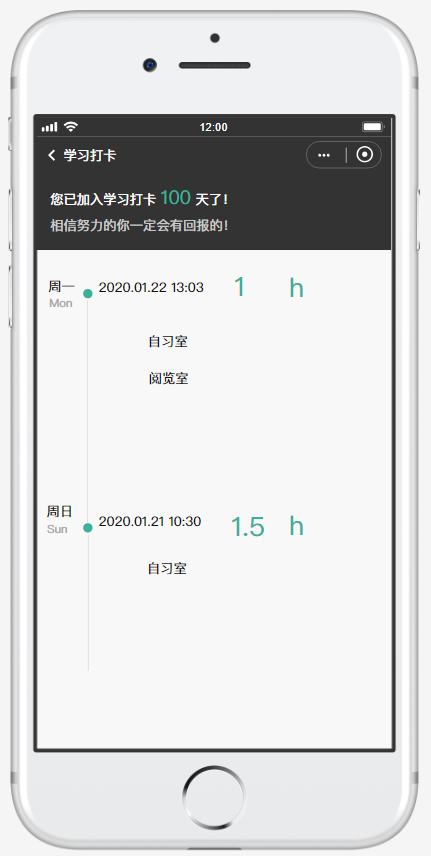 12:00
学习打卡
您已加入学习打卡 100 天了!
相信努力的你一定会有回报的!
周一 2020.01.22 13:03 1 h
Mon
自习室
阅览室
周日 2020.01.21 10:30 1.5 h
Sun
自习室